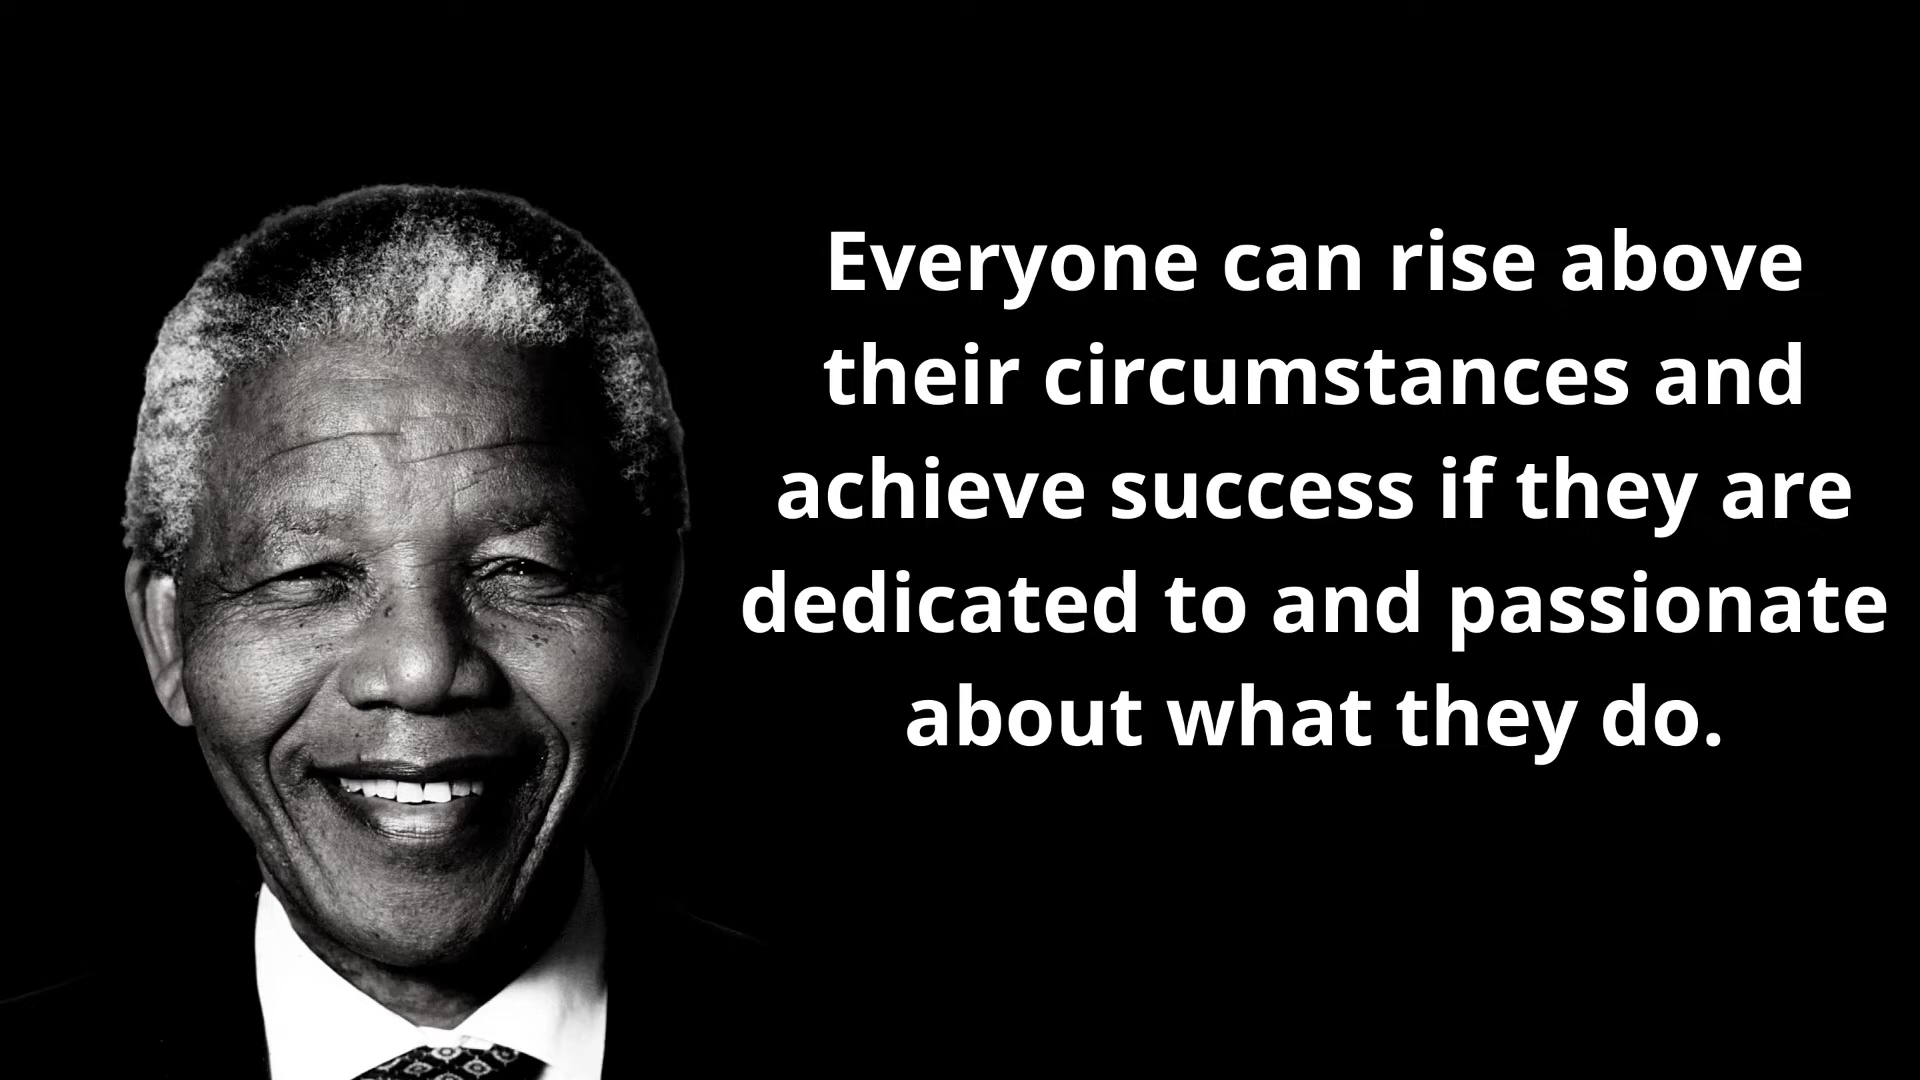 Everyone can rise above
their circumstances and
achieve success if they are
dedicated to and passionate
about what they do.